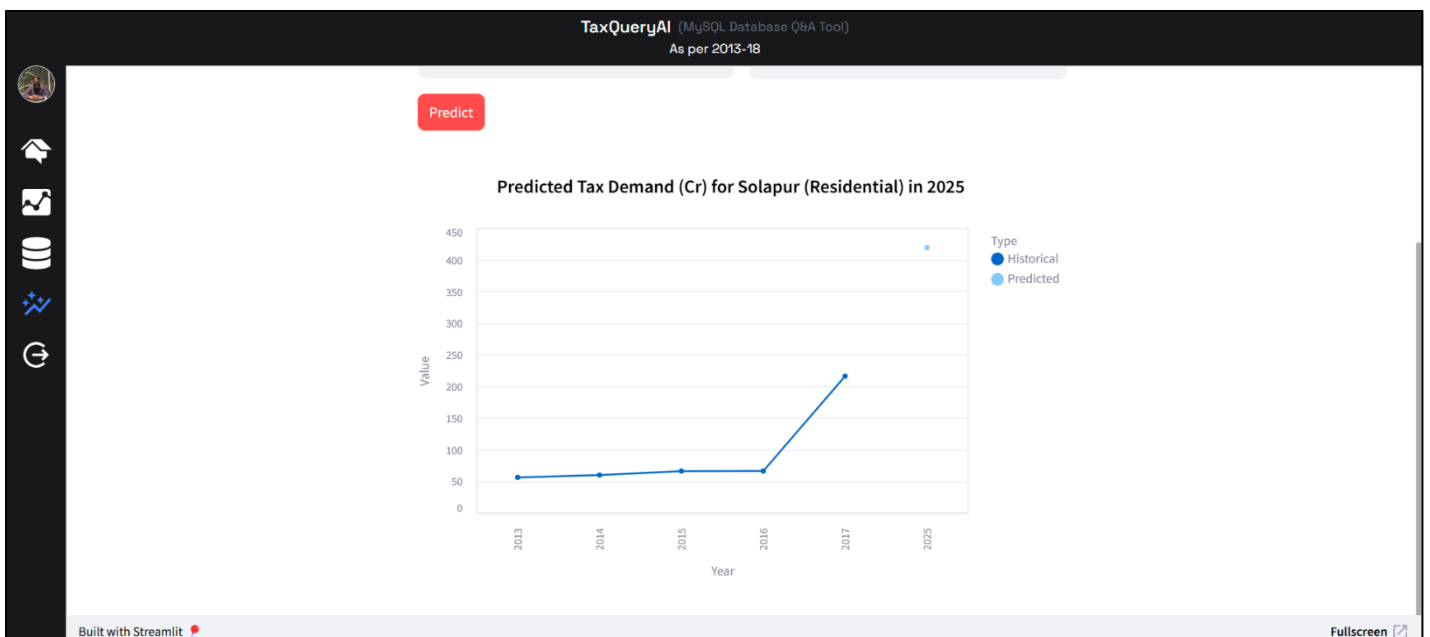 TaxQueryAI (MySQL Database Q&A Tool)
As per 2013-18
Predict
Predicted Tax Demand (Cr) for Solapur (Residential) in 2025
450
400
350
300
250
200
150
100
50
0
Value
2013
2014
2015
2016
2017
2025
Year
Type
Historical
Predicted
Built with Streamlit
Fullscreen